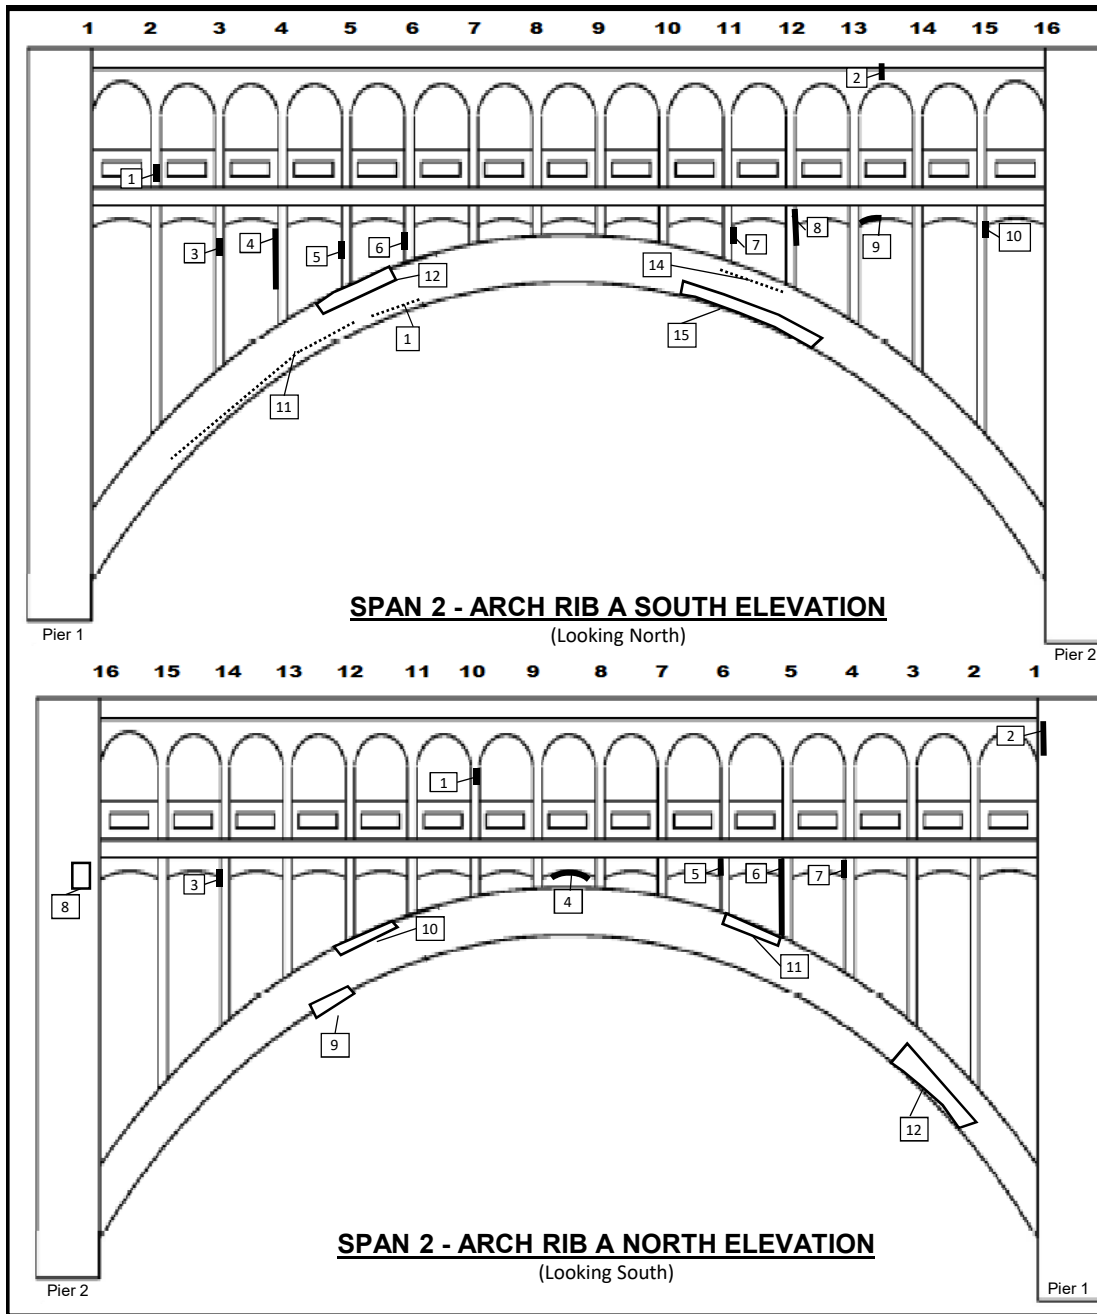 1 2 3 4 5 6 7 8 9 10 11 12 13 14 15 16
2
1
3
4
5
6
7
8
9
10
12
14
1
15
11
SPAN 2 - ARCH RIB A SOUTH ELEVATION
(Looking North)
Pier 1
Pier 2
16 15 14 13 12 11 10 9 8 7 6 5 4 3 2 1
2
1
8
3
4
5
6
7
10
11
9
12
SPAN 2 - ARCH RIB A NORTH ELEVATION
(Looking South)
Pier 2
Pier 1